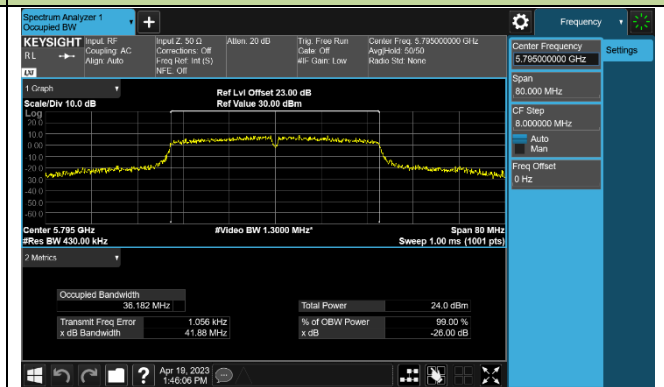 Spectrum Analyzer 1
Occupied BW
+
Frequency
KEYSIGHT
RL
LXI
Input: RF
Coupling: AC
Align: Auto
Input Z: 50 Ω
Corrections: Off
Freq Ref: Int (S)
NFE: Off
Atten: 20 dB
Trig: Free Run
Gate: Off
#IF Gain: Low
Center Freq: 5.795000000 GHz
Avg|Hold: 50/50
Radio Std: None
Center Frequency
5.795000000 GHz
Settings
Span
80.000 MHz
CF Step
8.000000 MHz
Auto
Man
Freq Offset
0 Hz
1 Graph
Scale/Div 10.0 dB
Ref Lvl Offset 23.00 dB
Ref Value 30.00 dBm
Log
20.0
10.0
0.00
-10.0
-20.0
-30.0
-40.0
-50.0
-60.0
Center 5.795 GHz
#Video BW 1.3000 MHz*
Span 80 MHz
#Res BW 430.00 kHz
Sweep 1.00 ms (1001 pts)
2 Metrics
Occupied Bandwidth
36.182 MHz
Total Power
24.0 dBm
Transmit Freq Error
1.056 kHz
% of OBW Power
99.00 %
x dB Bandwidth
41.88 MHz
x dB
-26.00 dB
?
Apr 19, 2023
1:46:06 PM